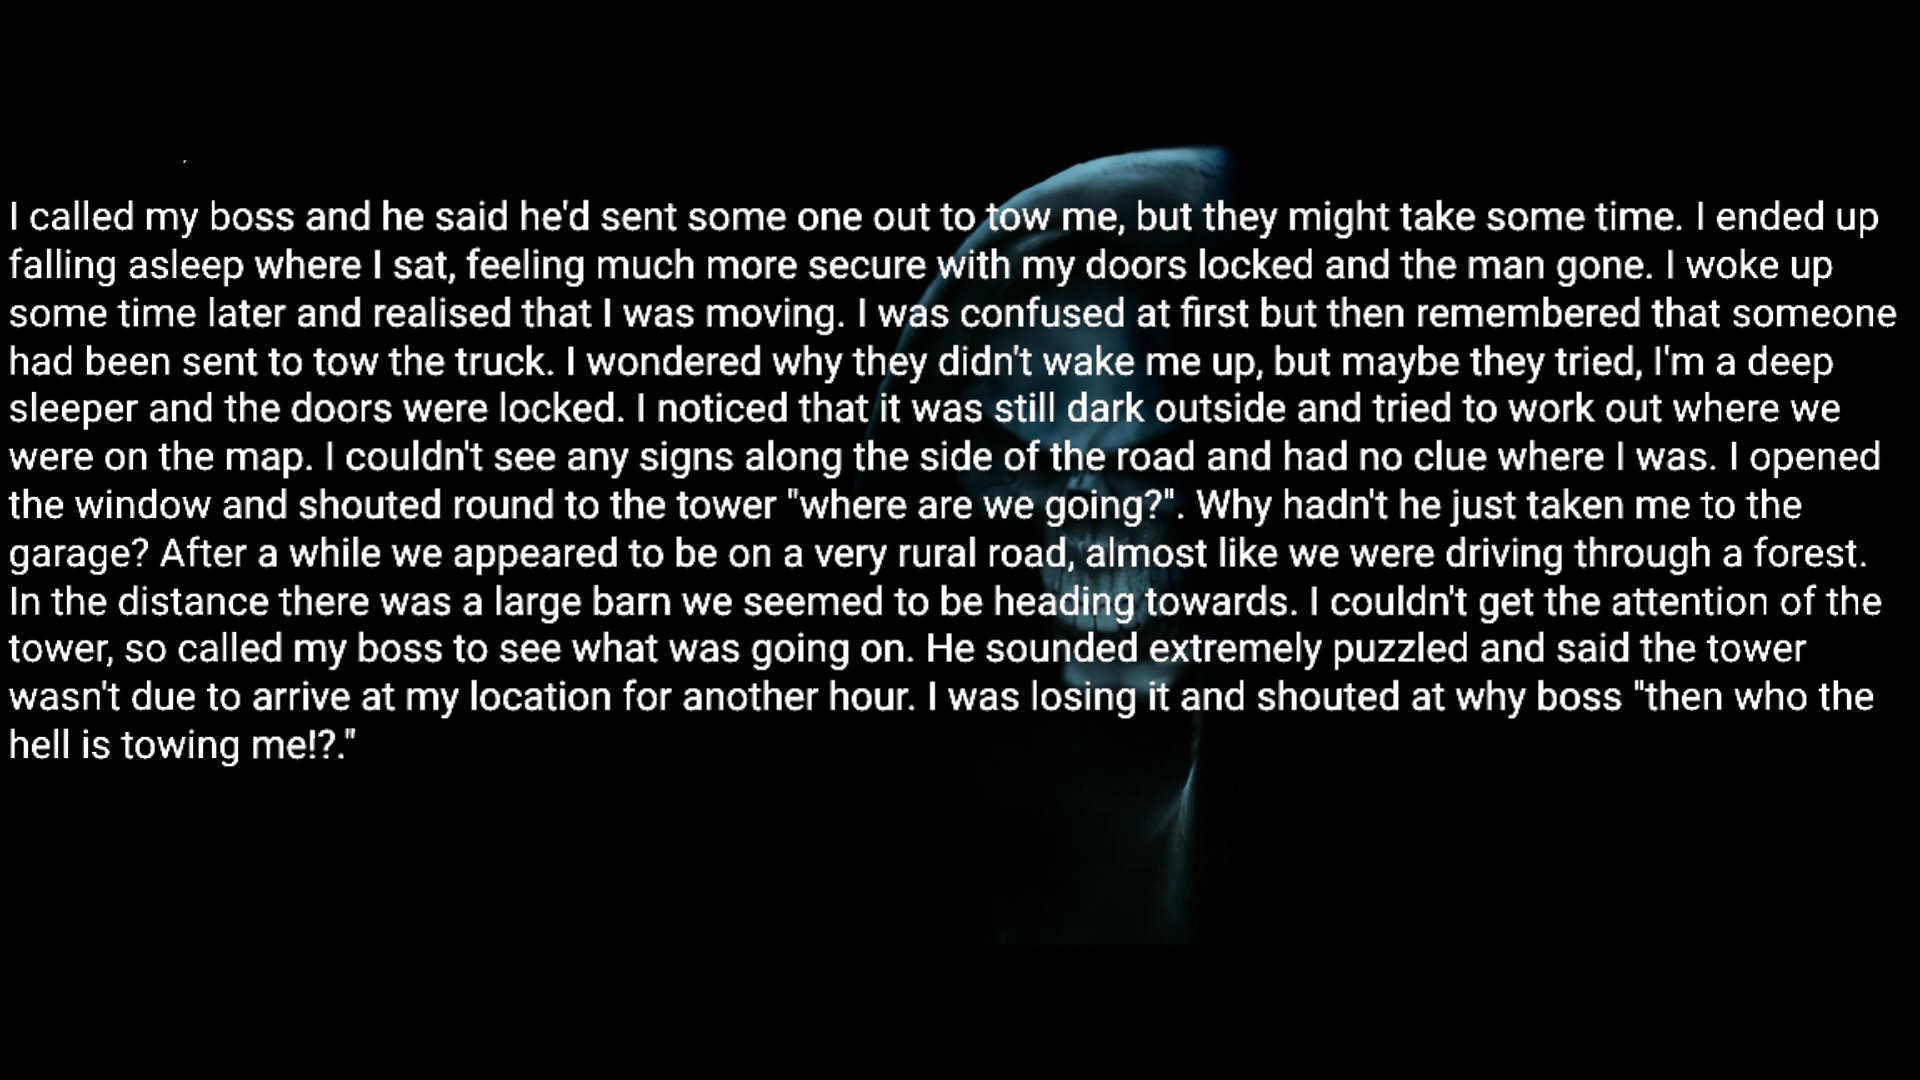 I called my boss and he said he'd sent some one out to tow me, but they might take some time. I ended up
falling asleep where I sat, feeling much more secure with my doors locked and the man gone. I woke up
some time later and realised that I was moving. I was confused at first but then remembered that someone
had been sent to tow the truck. I wondered why they didn't wake me up, but maybe they tried, I'm a deep
sleeper and the doors were locked. I noticed that it was still dark outside and tried to work out where we
were on the map. I couldn't see any signs along the side of the road and had no clue where I was. I opened
the window and shouted round to the tower "where are we going?". Why hadn't he just taken me to the
garage? After a while we appeared to be on a very rural road, almost like we were driving through a forest.
In the distance there was a large barn we seemed to be heading towards. I couldn't get the attention of the
tower, so called my boss to see what was going on. He sounded extremely puzzled and said the tower
wasn't due to arrive at my location for another hour. I was losing it and shouted at why boss "then who the
hell is towing me!?."